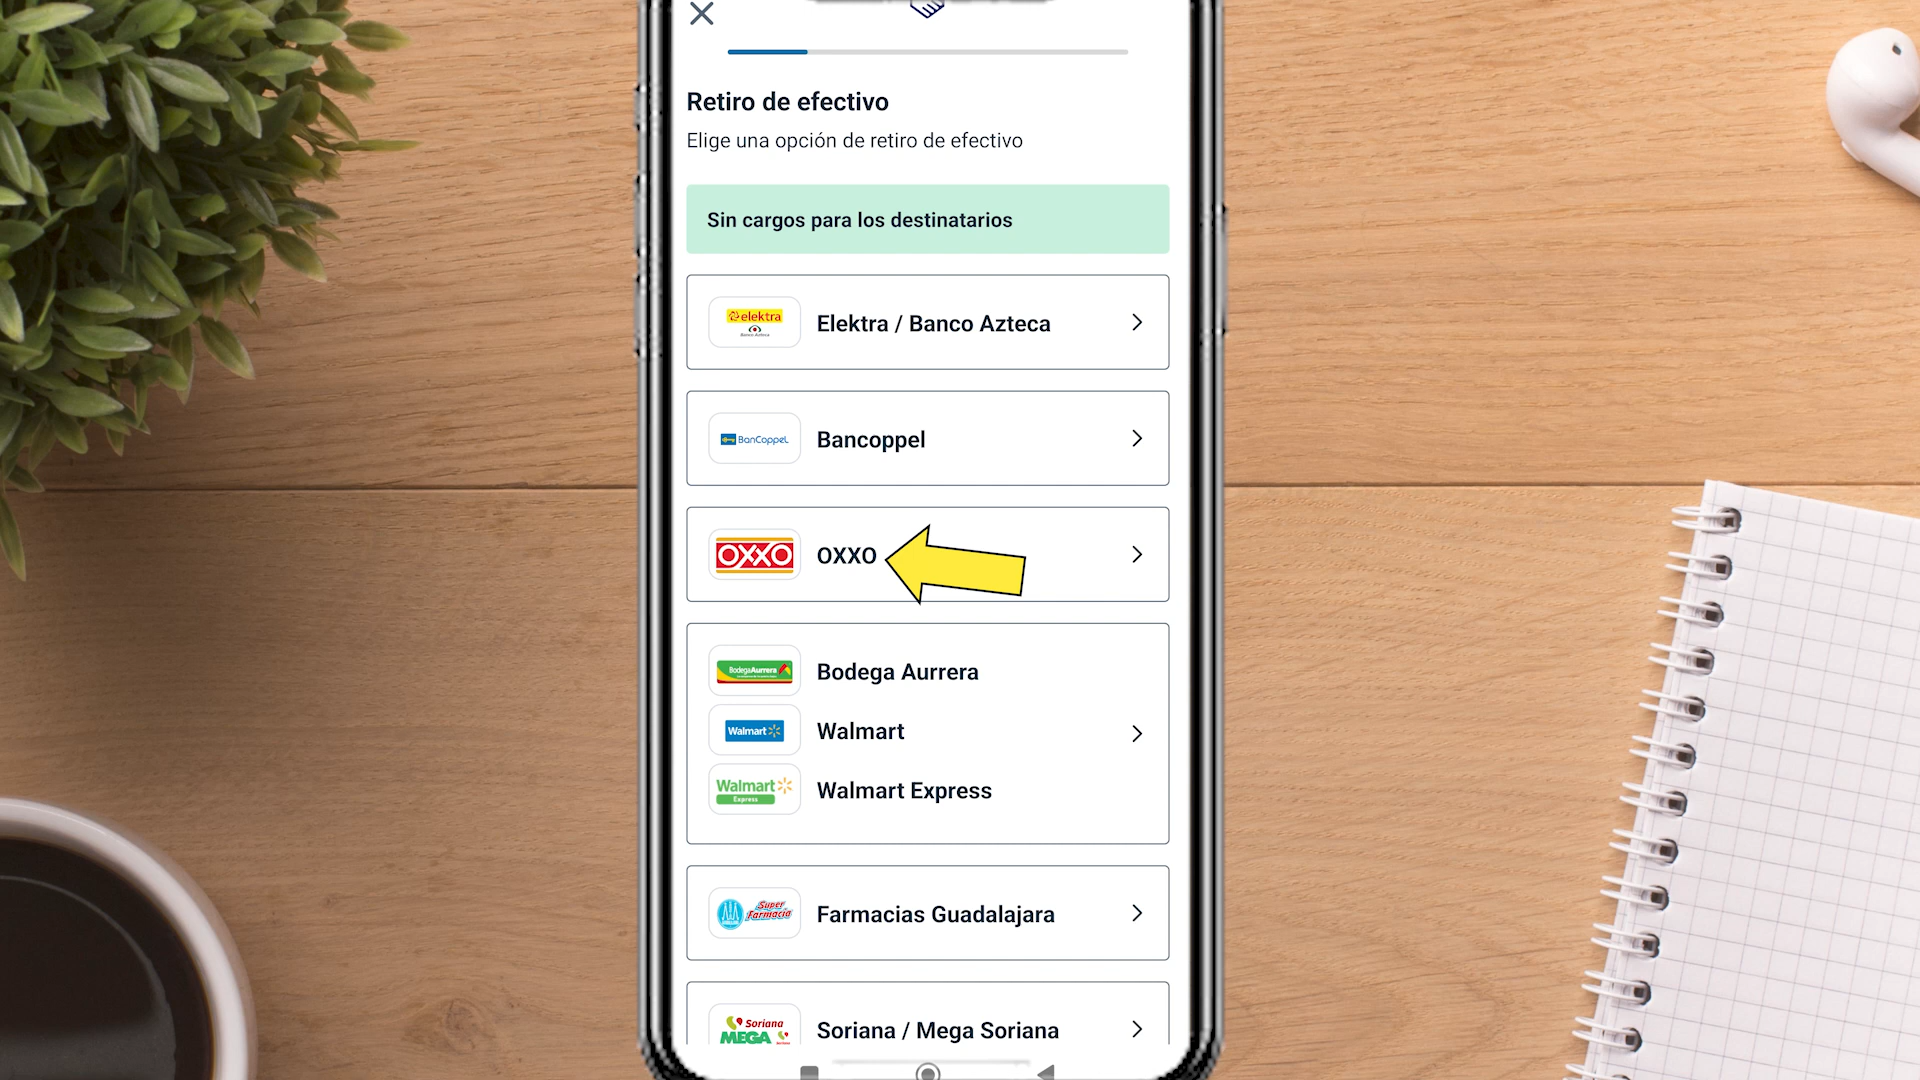 Retiro de efectivo
Elige una opción de retiro de efectivo
Sin cargos para los destinatarios
elektra
Banco Azteca
Elektra / Banco Azteca
BanCoppel
Bancoppel
OXXO
OXXO
Bodega Aurrera
Bodega Aurrera
Walmart
Walmart
Walmart
Express
Walmart Express
Super
Farmacia
Farmacias Guadalajara
Soriana
MEGA
Soriana / Mega Soriana